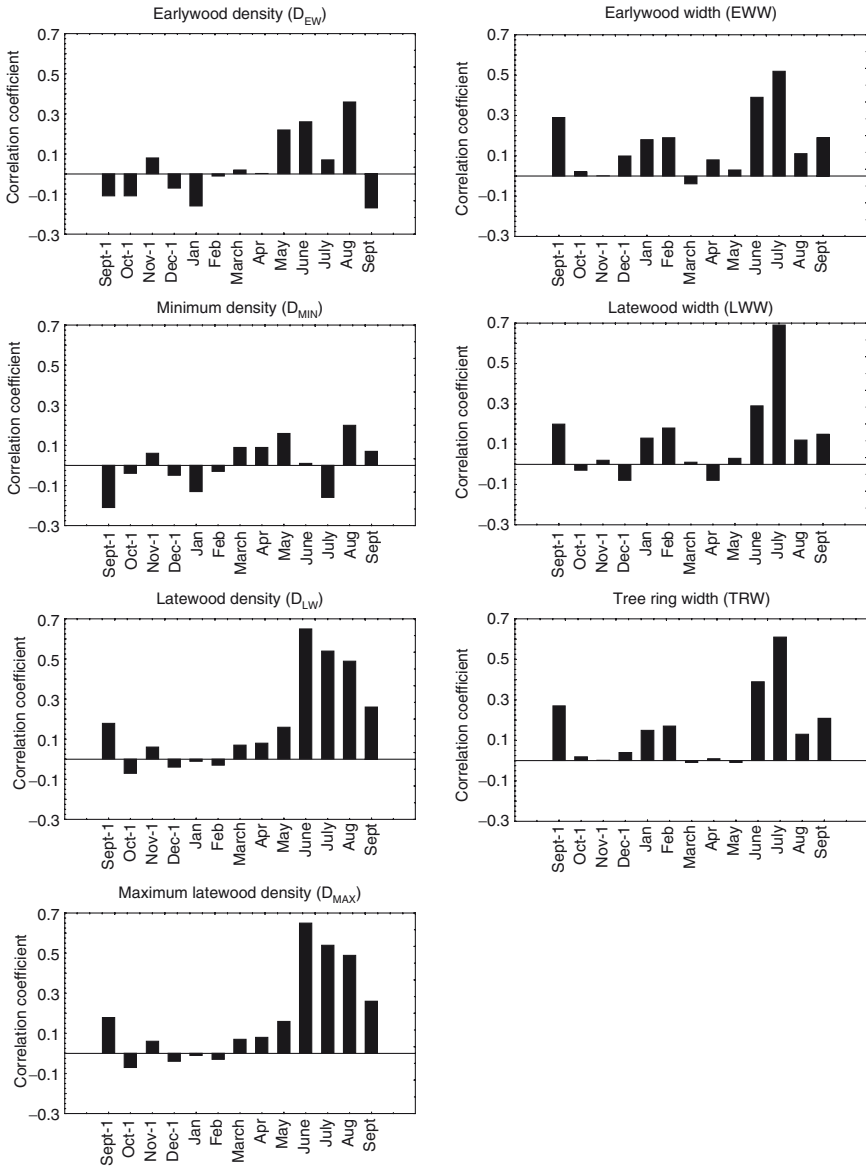 Earlywood density (D_EW)
Correlation coefficient
0.7
0.5
0.3
0.1
−0.1
−0.3
Sept-1
Oct-1
Nov-1
Dec-1
Jan
Feb
March
Apr
May
June
July
Aug
Sept
Earlywood width (EWW)
Correlation coefficient
0.7
0.5
0.3
0.1
−0.1
−0.3
Sept-1
Oct-1
Nov-1
Dec-1
Jan
Feb
March
Apr
May
June
July
Aug
Sept
Minimum density (D_MIN)
Correlation coefficient
0.7
0.5
0.3
0.1
−0.1
−0.3
Sept-1
Oct-1
Nov-1
Dec-1
Jan
Feb
March
Apr
May
June
July
Aug
Sept
Latewood width (LWW)
Correlation coefficient
0.7
0.5
0.3
0.1
−0.1
−0.3
Sept-1
Oct-1
Nov-1
Dec-1
Jan
Feb
March
Apr
May
June
July
Aug
Sept
Latewood density (D_LW)
Correlation coefficient
0.7
0.5
0.3
0.1
−0.1
−0.3
Sept-1
Oct-1
Nov-1
Dec-1
Jan
Feb
March
Apr
May
June
July
Aug
Sept
Tree ring width (TRW)
Correlation coefficient
0.7
0.5
0.3
0.1
−0.1
−0.3
Sept-1
Oct-1
Nov-1
Dec-1
Jan
Feb
March
Apr
May
June
July
Aug
Sept
Maximum latewood density (D_MAX)
Correlation coefficient
0.7
0.5
0.3
0.1
−0.1
−0.3
Sept-1
Oct-1
Nov-1
Dec-1
Jan
Feb
March
Apr
May
June
July
Aug
Sept